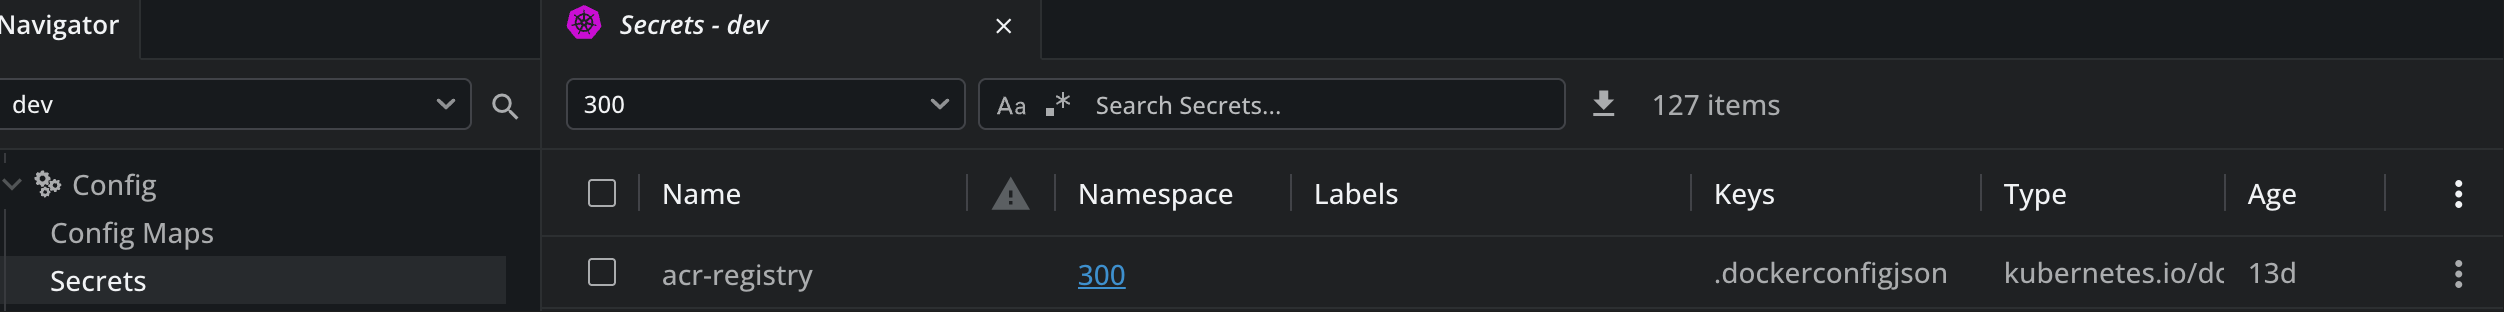 Navigator
Secrets - dev
dev
300
Aa .* Search Secrets...
127 items
Config
Config Maps
Secrets
Name Namespace Labels Keys Type Age
acr-registry 300 .dockerconfigjson kubernetes.io/dc 13d